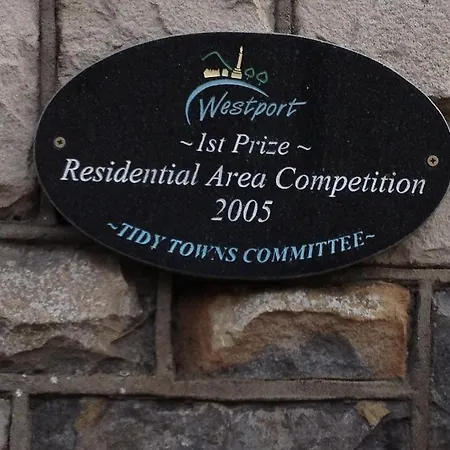 Westport
~1st Prize~
Residential Area Competition
2005
~TIDY TOWNS COMMITTEE~